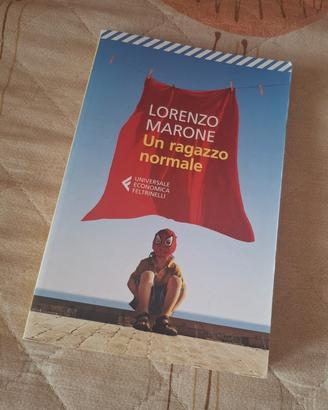 LORENZO
MARONE
Un ragazzo
normale
UNIVERSALE
ECONOMICA
FELTRINELLI